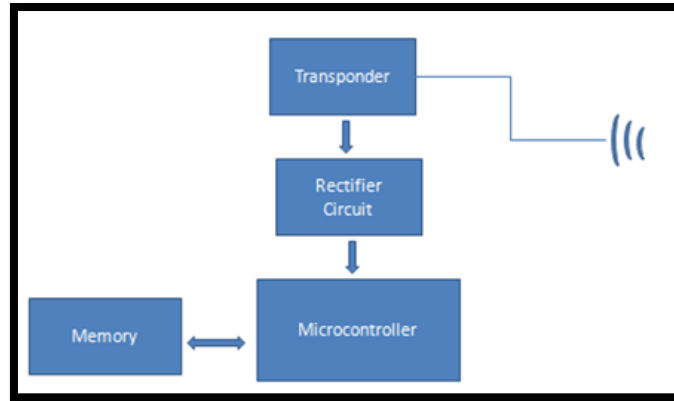 Transponder
Rectifier
Circuit
Memory
Microcontroller